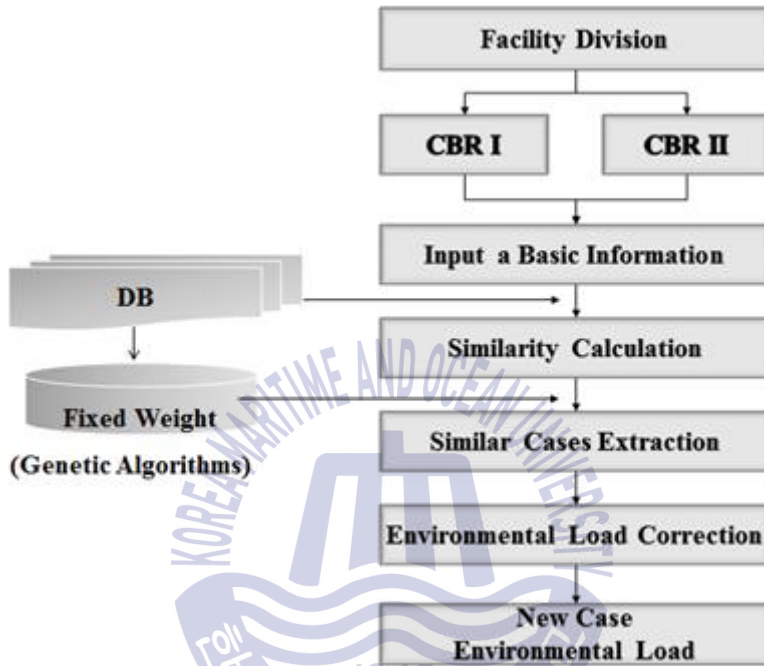 Facility Division
CBR I
CBR II
Input a Basic Information
DB
Similarity Calculation
Fixed Weight
(Genetic Algorithms)
Similar Cases Extraction
Environmental Load Correction
New Case
Environmental Load
KOREA MARITIME AND OCEAN UNIVERSITY